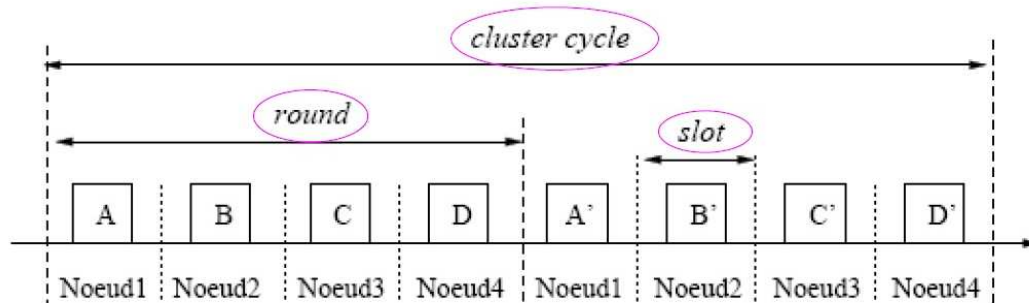 cluster cycle
round
slot
A B C D A’ B’ C’ D’
Noeud1 Noeud2 Noeud3 Noeud4 Noeud1 Noeud2 Noeud3 Noeud4